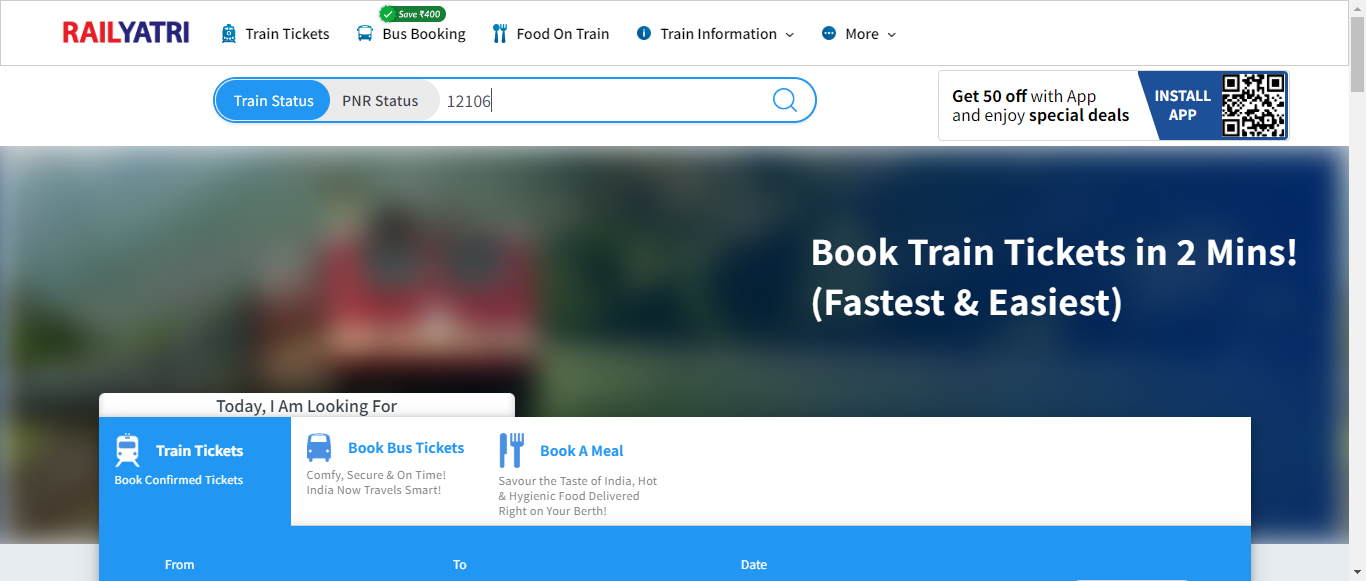 Save ₹400
RAILYATRI Train Tickets Bus Booking Food On Train Train Information More
Train Status PNR Status 12106
Get 50 off with App
and enjoy special deals
INSTALL
APP
Book Train Tickets in 2 Mins!
(Fastest & Easiest)
Today, I Am Looking For
Train Tickets
Book Confirmed Tickets
Book Bus Tickets
Comfy, Secure & On Time!
India Now Travels Smart!
Book A Meal
Savour the Taste of India, Hot
& Hygienic Food Delivered
Right on Your Berth!
From To Date